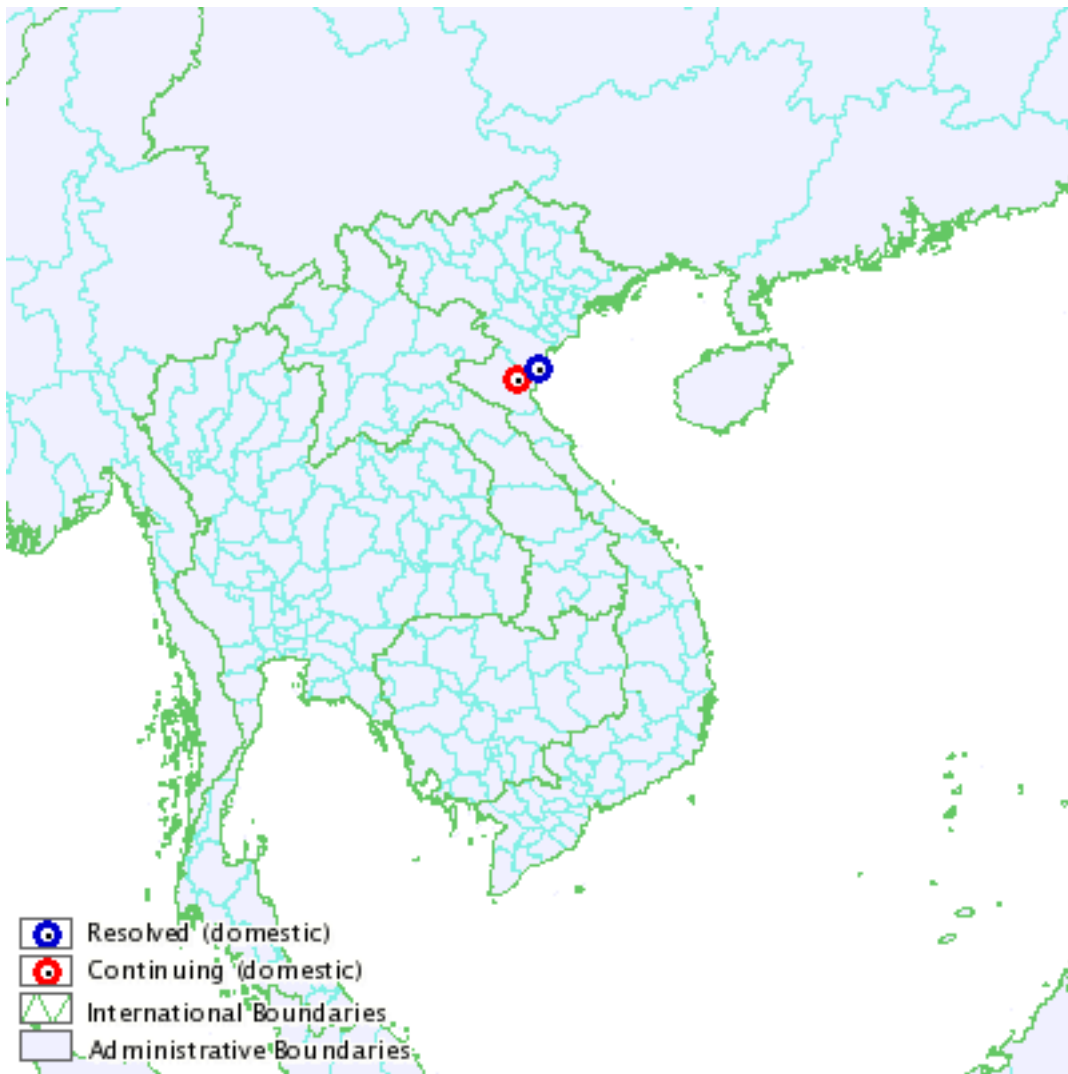 Resolved (domestic)
Continuing (domestic)
International Boundaries
Administrative Boundaries